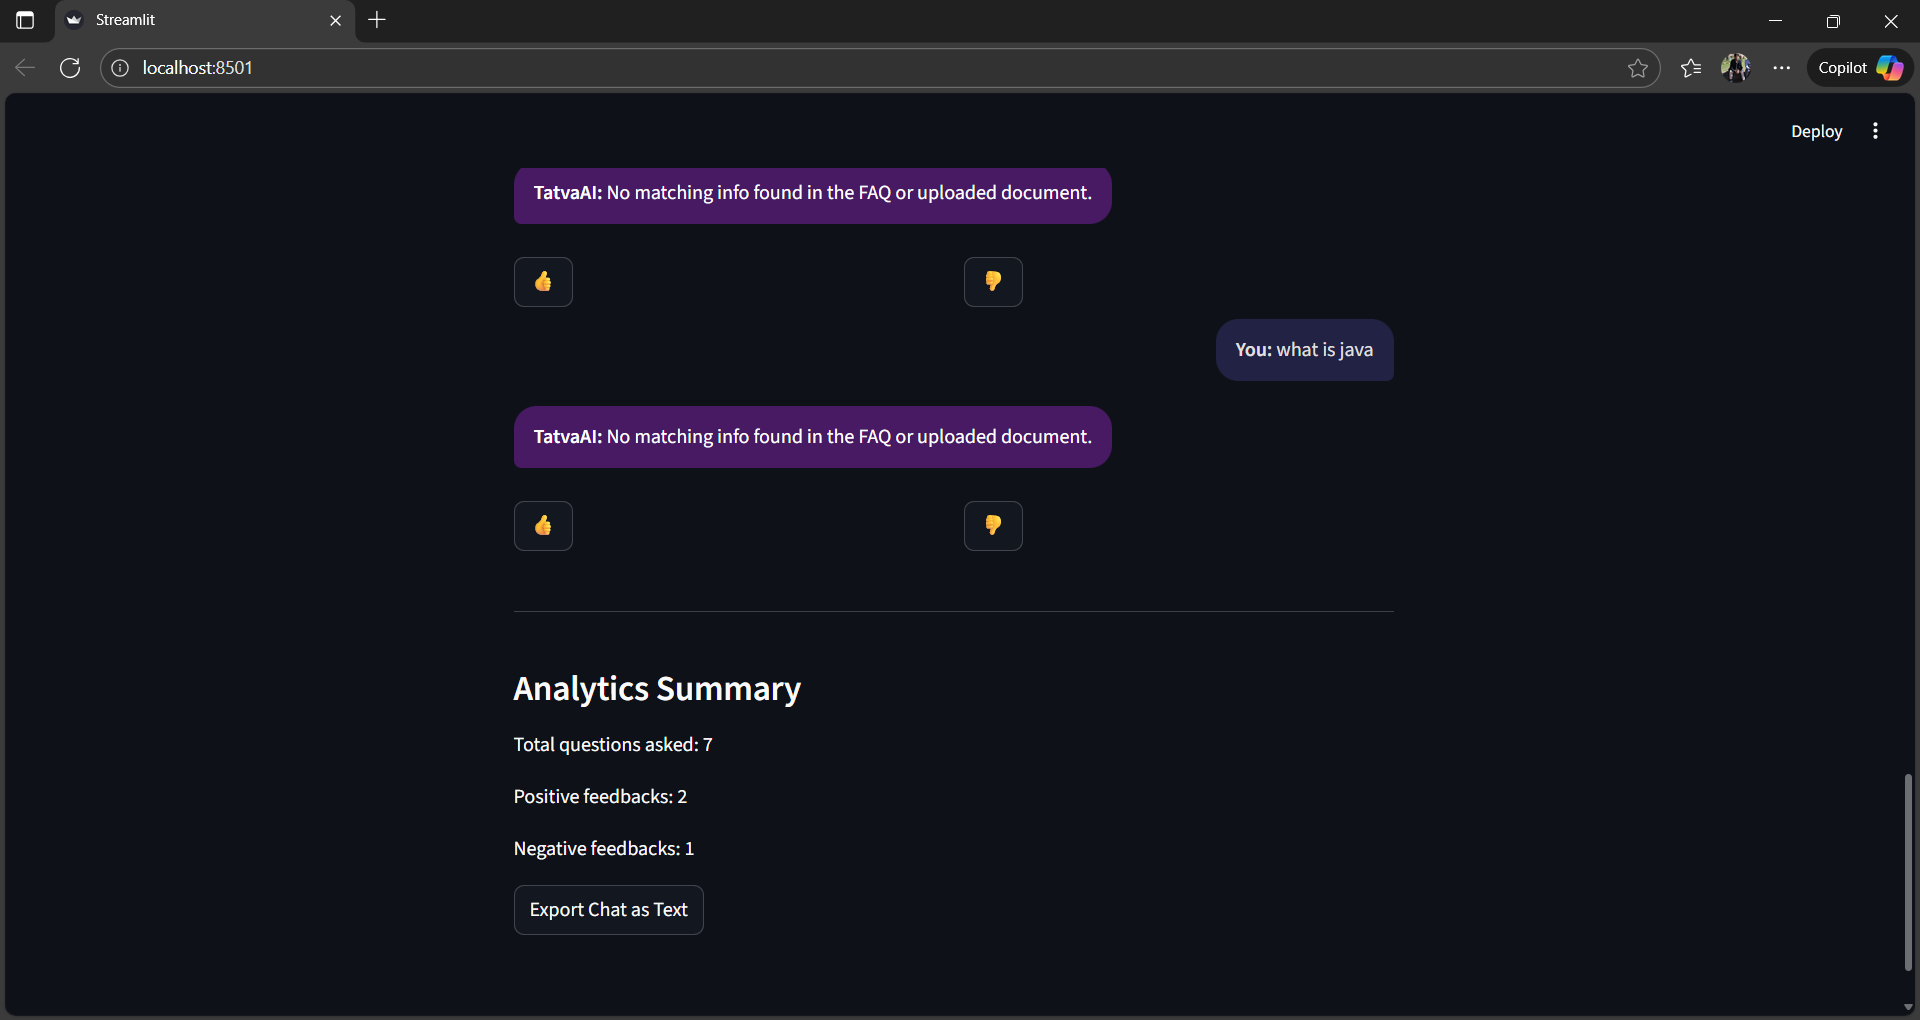 Streamlit
localhost:8501
Copilot
Deploy
TatvaAI: No matching info found in the FAQ or uploaded document.
You: what is java
TatvaAI: No matching info found in the FAQ or uploaded document.
Analytics Summary
Total questions asked: 7
Positive feedbacks: 2
Negative feedbacks: 1
Export Chat as Text